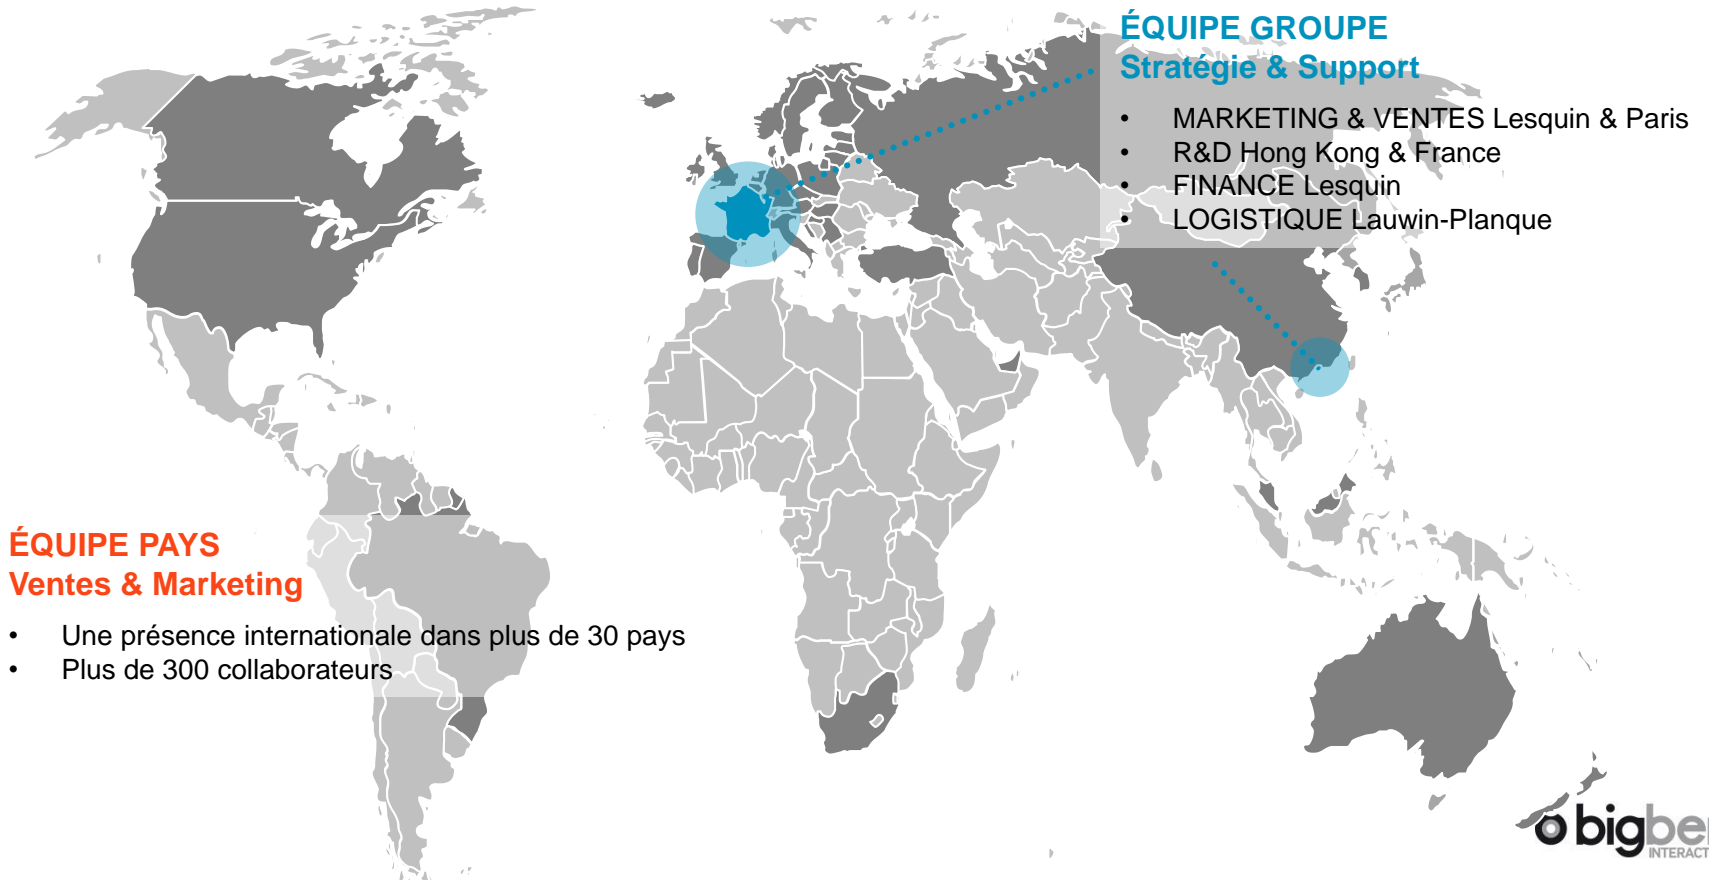 ÉQUIPE GROUPE
Stratégie & Support
• MARKETING & VENTES Lesquin & Paris
• R&D Hong Kong & France
• FINANCE Lesquin
• LOGISTIQUE Lauwin-Planque
ÉQUIPE PAYS
Ventes & Marketing
• Une présence internationale dans plus de 30 pays
• Plus de 300 collaborateurs
bigbe
INTERACT